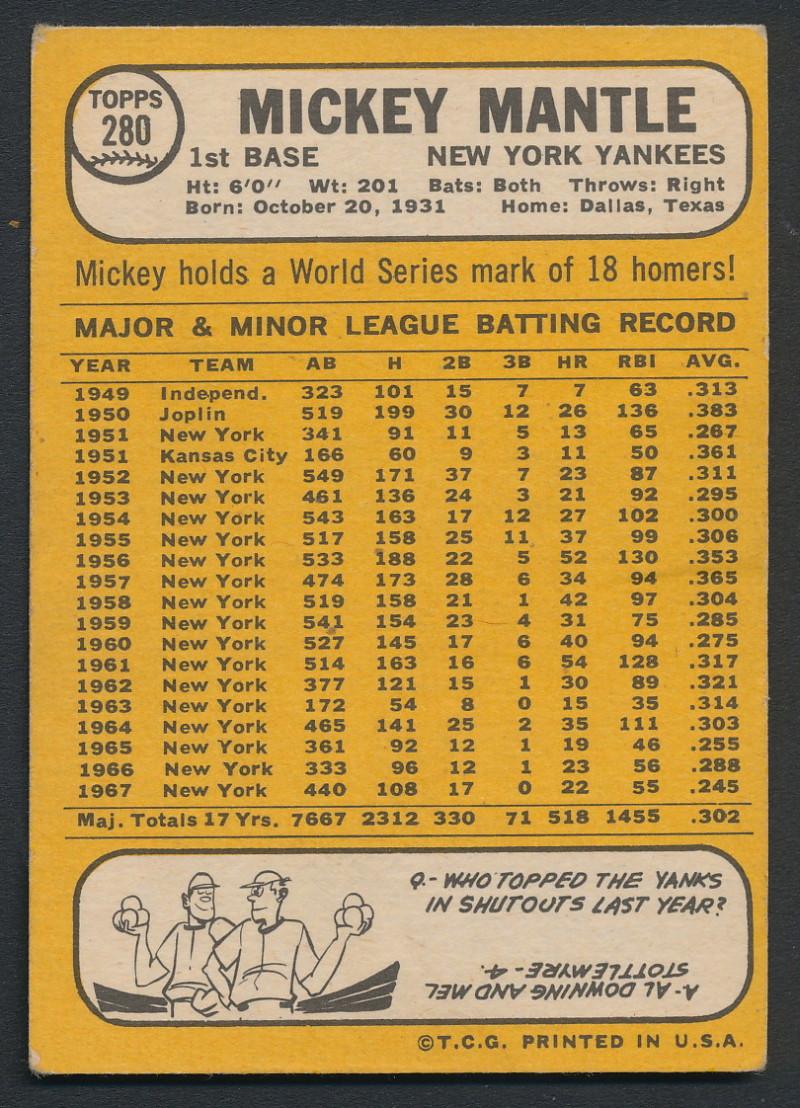 TOPPS
280
MICKEY MANTLE
1st BASE NEW YORK YANKEES
Ht: 6'0" Wt: 201 Bats: Both Throws: Right
Born: October 20, 1931 Home: Dallas, Texas
Mickey holds a World Series mark of 18 homers!
MAJOR & MINOR LEAGUE BATTING RECORD
YEAR TEAM AB H 2B 3B HR RBI AVG.
1949 Independ. 323 101 15 7 7 63 .313
1950 Joplin 519 199 30 12 26 136 .383
1951 New York 341 91 11 5 13 65 .267
1951 Kansas City 166 60 9 3 11 50 .361
1952 New York 549 171 37 7 23 87 .311
1953 New York 461 136 24 3 21 92 .295
1954 New York 543 163 17 12 27 102 .300
1955 New York 517 158 25 11 37 99 .306
1956 New York 533 188 22 5 52 130 .353
1957 New York 474 173 28 6 34 94 .365
1958 New York 519 158 21 1 42 97 .304
1959 New York 541 154 23 4 31 75 .285
1960 New York 527 145 17 6 40 94 .275
1961 New York 514 163 16 6 54 128 .317
1962 New York 377 121 15 1 30 89 .321
1963 New York 172 54 8 0 15 35 .314
1964 New York 465 141 25 2 35 111 .303
1965 New York 361 92 12 1 19 46 .255
1966 New York 333 96 12 1 23 56 .288
1967 New York 440 108 17 0 22 55 .245
Maj. Totals 17 Yrs. 7667 2312 330 71 518 1455 .302
Q.- WHO TOPPED THE YANKS
IN SHUTOUTS LAST YEAR?
A- AL DOWNING AND MEL
STOTTLEMYRE - 4.
©T.C.G. PRINTED IN U.S.A.